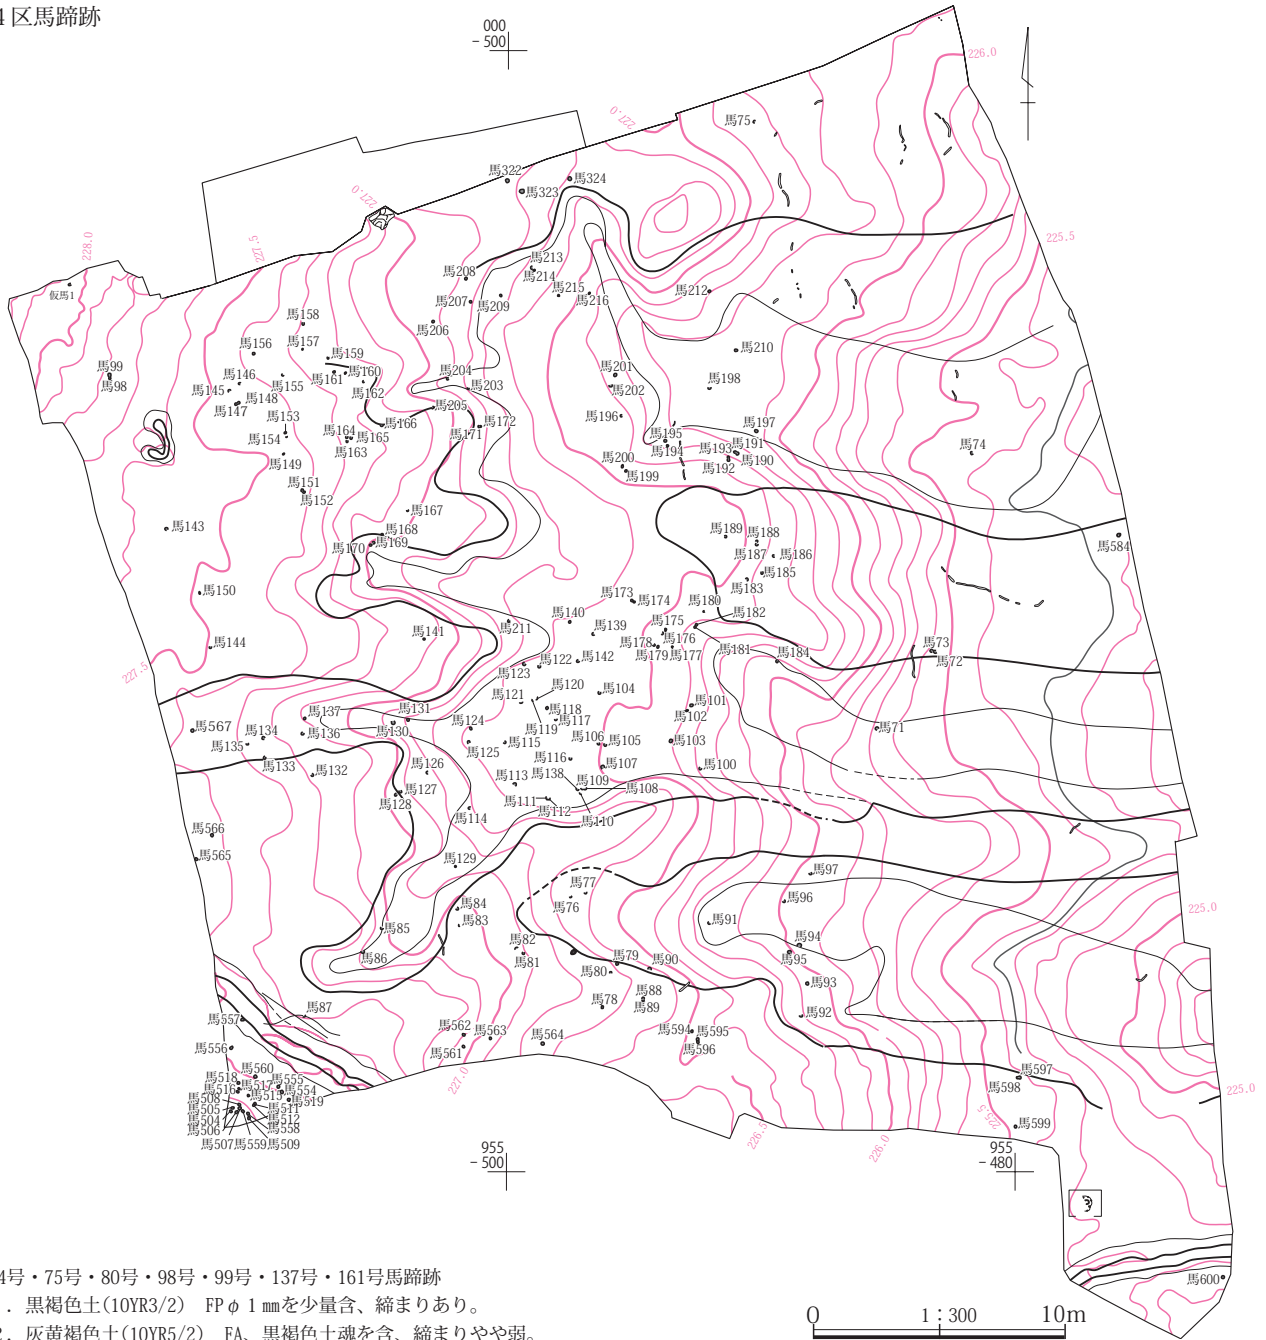 4区馬蹄跡
000
-500
226.0
227.0
馬75
馬322
馬324
馬323
227.0
228.0
227.5
225.5
馬213
馬208
馬214
仮馬1
馬215
馬212
馬207
馬209
馬216
馬158
馬206
馬156
馬157
馬159
馬210
馬99
馬160
馬204
馬201
馬98
馬146
馬155
馬161
馬203
馬202
馬198
馬145
馬148
馬162
馬147
馬205
馬153
馬196
馬166
馬172
馬197
馬154
馬164
馬165
馬171
馬195
馬191
馬74
馬163
馬194
馬193
馬149
馬200
馬192
馬190
馬151
馬199
馬152
馬167
馬143
馬168
馬189
馬188
馬169
馬584
馬170
馬187
馬186
馬185
馬150
馬173
馬183
馬174
馬180
馬140
馬182
馬211
馬139
馬175
馬141
馬144
馬178
馬176
馬73
馬181
馬184
馬142
馬179
馬177
馬72
227.5
馬122
馬123
馬120
馬104
馬121
馬101
馬137
馬131
馬118
馬102
馬567
馬124
馬117
馬134
馬136
馬130
馬119
馬71
馬135
馬125
馬115
馬106
馬105
馬103
馬133
馬116
馬132
馬126
馬107
馬100
馬113
馬138
馬109
馬127
馬108
馬128
馬111
馬112
馬114
馬110
馬566
馬565
馬129
馬97
馬77
馬84
馬76
馬96
225.0
馬83
馬91
馬85
馬82
馬94
馬86
馬81
馬79
馬90
馬95
馬80
馬93
馬88
馬87
馬78
馬89
馬92
馬557
馬562
馬563
馬564
馬594
馬595
馬556
馬561
馬596
馬560
馬597
馬518
馬517
馬555
227.0
馬598
225.0
馬516
馬515
馬554
馬508
馬519
馬505
馬511
馬504
馬512
225.5
馬599
馬506
馬558
226.5
226.0
馬507
馬559
馬509
955
-500
955
-480
馬600
4号・75号・80号・98号・99号・137号・161号馬蹄跡
．黒褐色土(10YR3/2) FPφ1㎜を少量含、締まりあり。
2．灰黄褐色土(10YR5/2) FA、黒褐色土魂を含、締まりやや弱。
0 1:300 10m